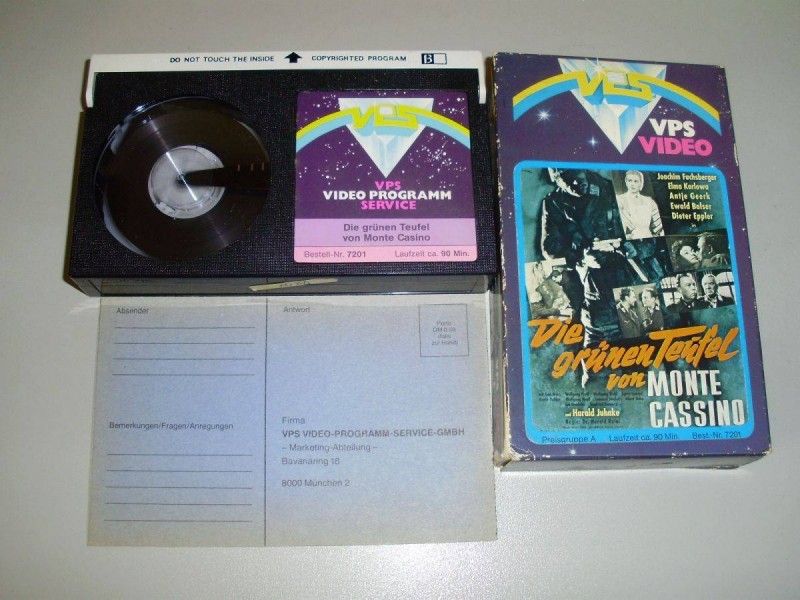 DO NOT TOUCH THE INSIDE COPYRIGHTED PROGRAM B
VPS
VPS
VIDEO PROGRAMM
SERVICE
Die grünen Teufel
von Monte Casino
Bestell-Nr. 7201 Laufzeit ca. 90 Min.
VPS
VPS
VIDEO
Joachim Fuchsberger
Elma Karlowa
Antje Geerk
Ewald Balser
Dieter Eppler
Die
grünen Teufel
von MONTE
CASSINO
Harald Juhnke
Preisgruppe A Laufzeit ca. 90 Min. Best.-Nr. 7201
Absender
Antwort
Bemerkungen/Fragen/Anregungen
Firma
VPS VIDEO-PROGRAMM-SERVICE-GMBH
– Marketing-Abteilung –
Bavariaring 18
8000 München 2